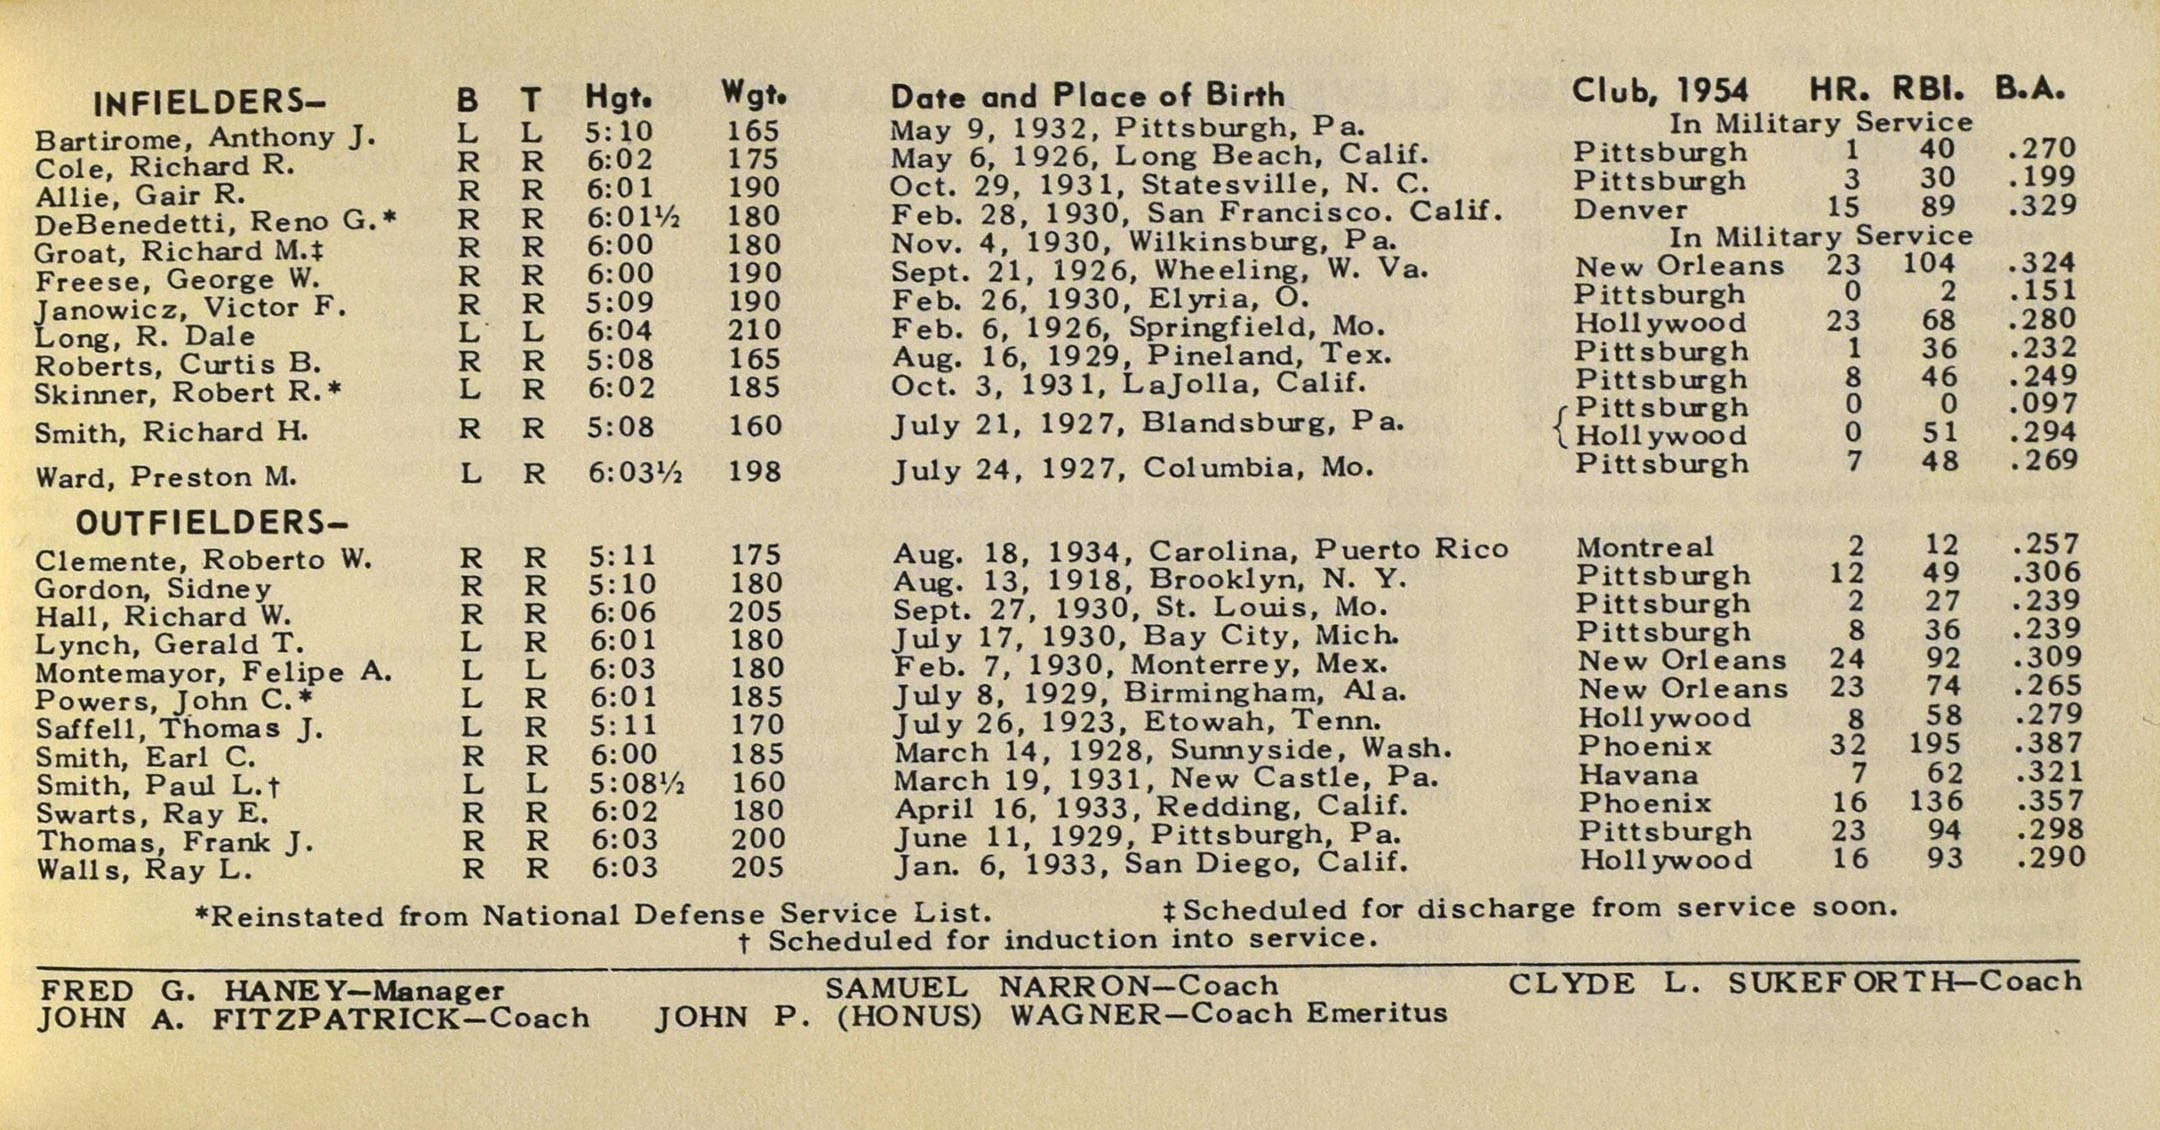 INFIELDERS– B T Hgt. Wgt. Date and Place of Birth Club, 1954 HR. RBI. B.A.
Bartirome, Anthony J. L L 5:10 165 May 9, 1932, Pittsburgh, Pa. In Military Service
Cole, Richard R. R R 6:02 175 May 6, 1926, Long Beach, Calif. Pittsburgh 1 40 .270
Allie, Gair R. R R 6:01 190 Oct. 29, 1931, Statesville, N. C. Pittsburgh 3 30 .199
DeBenedetti, Reno G.* R R 6:01½ 180 Feb. 28, 1930, San Francisco. Calif. Denver 15 89 .329
Groat, Richard M.‡ R R 6:00 180 Nov. 4, 1930, Wilkinsburg, Pa. In Military Service
Freese, George W. R R 6:00 190 Sept. 21, 1926, Wheeling, W. Va. New Orleans 23 104 .324
Janowicz, Victor F. R R 5:09 190 Feb. 26, 1930, Elyria, O. Pittsburgh 0 2 .151
Long, R. Dale L L 6:04 210 Feb. 6, 1926, Springfield, Mo. Hollywood 23 68 .280
Roberts, Curtis B. R R 5:08 165 Aug. 16, 1929, Pineland, Tex. Pittsburgh 1 36 .232
Skinner, Robert R.* L R 6:02 185 Oct. 3, 1931, LaJolla, Calif. Pittsburgh 8 46 .249
Pittsburgh 0 0 .097
Smith, Richard H. R R 5:08 160 July 21, 1927, Blandsburg, Pa. { Hollywood 0 51 .294
Ward, Preston M. L R 6:03½ 198 July 24, 1927, Columbia, Mo. Pittsburgh 7 48 .269
OUTFIELDERS–
Clemente, Roberto W. R R 5:11 175 Aug. 18, 1934, Carolina, Puerto Rico Montreal 2 12 .257
Gordon, Sidney R R 5:10 180 Aug. 13, 1918, Brooklyn, N. Y. Pittsburgh 12 49 .306
Hall, Richard W. R R 6:06 205 Sept. 27, 1930, St. Louis, Mo. Pittsburgh 2 27 .239
Lynch, Gerald T. L R 6:01 180 July 17, 1930, Bay City, Mich. Pittsburgh 8 36 .239
Montemayor, Felipe A. L L 6:03 180 Feb. 7, 1930, Monterrey, Mex. New Orleans 24 92 .309
Powers, John C.* L R 6:01 185 July 8, 1929, Birmingham, Ala. New Orleans 23 74 .265
Saffell, Thomas J. L R 5:11 170 July 26, 1923, Etowah, Tenn. Hollywood 8 58 .279
Smith, Earl C. R R 6:00 185 March 14, 1928, Sunnyside, Wash. Phoenix 32 195 .387
Smith, Paul L.† L L 5:08½ 160 March 19, 1931, New Castle, Pa. Havana 7 62 .321
Swarts, Ray E. R R 6:02 180 April 16, 1933, Redding, Calif. Phoenix 16 136 .357
Thomas, Frank J. R R 6:03 200 June 11, 1929, Pittsburgh, Pa. Pittsburgh 23 94 .298
Walls, Ray L. R R 6:03 205 Jan. 6, 1933, San Diego, Calif. Hollywood 16 93 .290
*Reinstated from National Defense Service List. ‡Scheduled for discharge from service soon.
† Scheduled for induction into service.
FRED G. HANEY–Manager SAMUEL NARRON–Coach CLYDE L. SUKEFORTH–Coach
JOHN A. FITZPATRICK–Coach JOHN P. (HONUS) WAGNER–Coach Emeritus